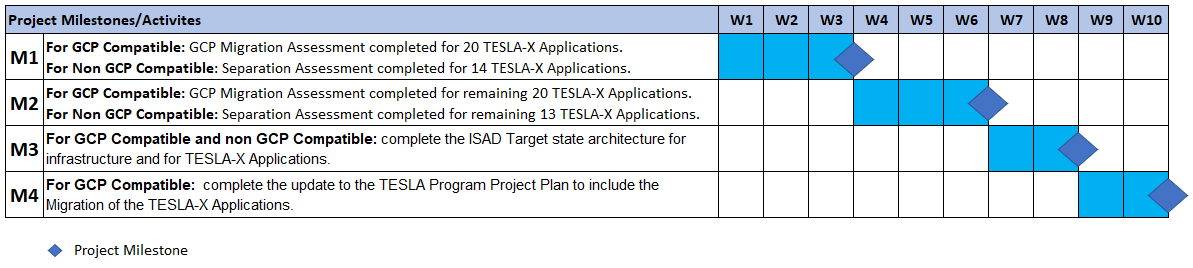 Project Milestones/Activites W1 W2 W3 W4 W5 W6 W7 W8 W9 W10
M1 For GCP Compatible: GCP Migration Assessment completed for 20 TESLA-X Applications.
For Non GCP Compatible: Separation Assessment completed for 14 TESLA-X Applications.
M2 For GCP Compatible: GCP Migration Assessment completed for remaining 20 TESLA-X Applications.
For Non GCP Compatible: Separation Assessment completed for remaining 13 TESLA-X Applications.
M3 For GCP Compatible and non GCP Compatible: complete the ISAD Target state architecture for
infrastructure and for TESLA-X Applications.
M4 For GCP Compatible: complete the update to the TESLA Program Project Plan to include the
Migration of the TESLA-X Applications.
Project Milestone